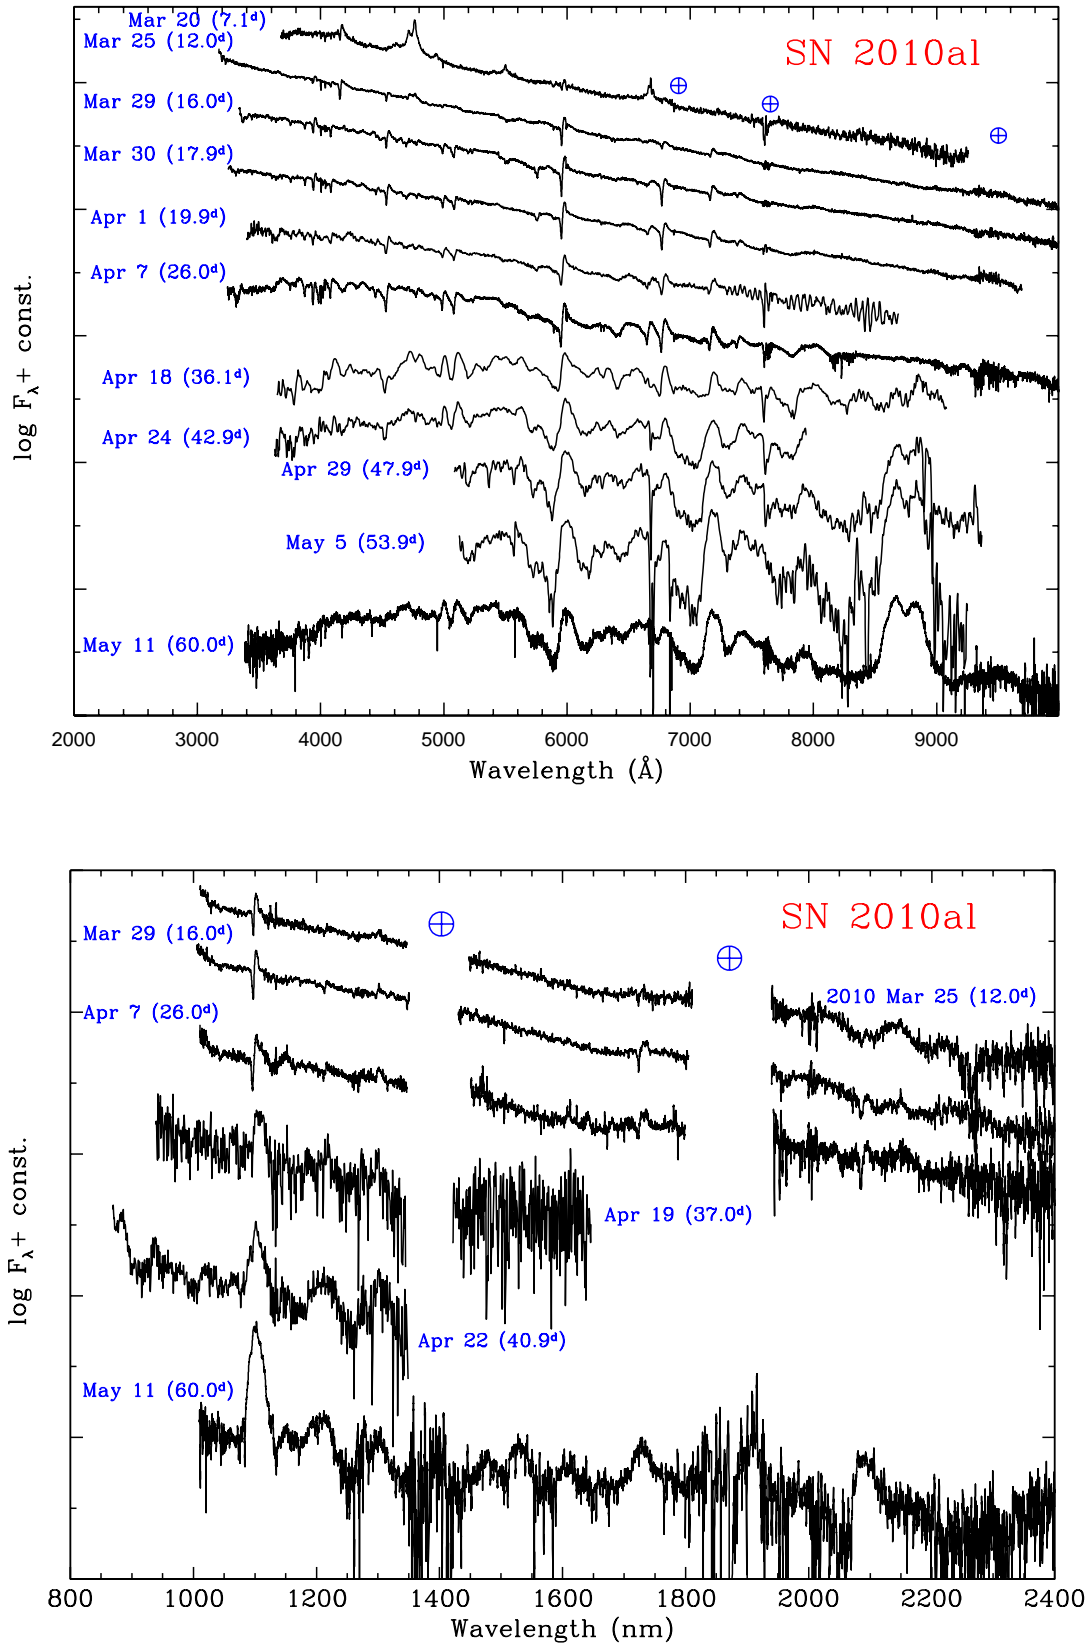 Mar 20 (7.1d)
SN 2010al
Mar 25 (12.0d)
Mar 29 (16.0d)
Mar 30 (17.9d)
Apr 1 (19.9d)
Apr 7 (26.0d)
Apr 18 (36.1d)
Apr 24 (42.9d)
Apr 29 (47.9d)
May 5 (53.9d)
May 11 (60.0d)
log Fλ + const.
2000 3000 4000 5000 6000 7000 8000 9000
Wavelength (Å)
SN 2010al
Mar 29 (16.0d)
2010 Mar 25 (12.0d)
Apr 7 (26.0d)
Apr 19 (37.0d)
Apr 22 (40.9d)
May 11 (60.0d)
log Fλ + const.
800 1000 1200 1400 1600 1800 2000 2200 2400
Wavelength (nm)